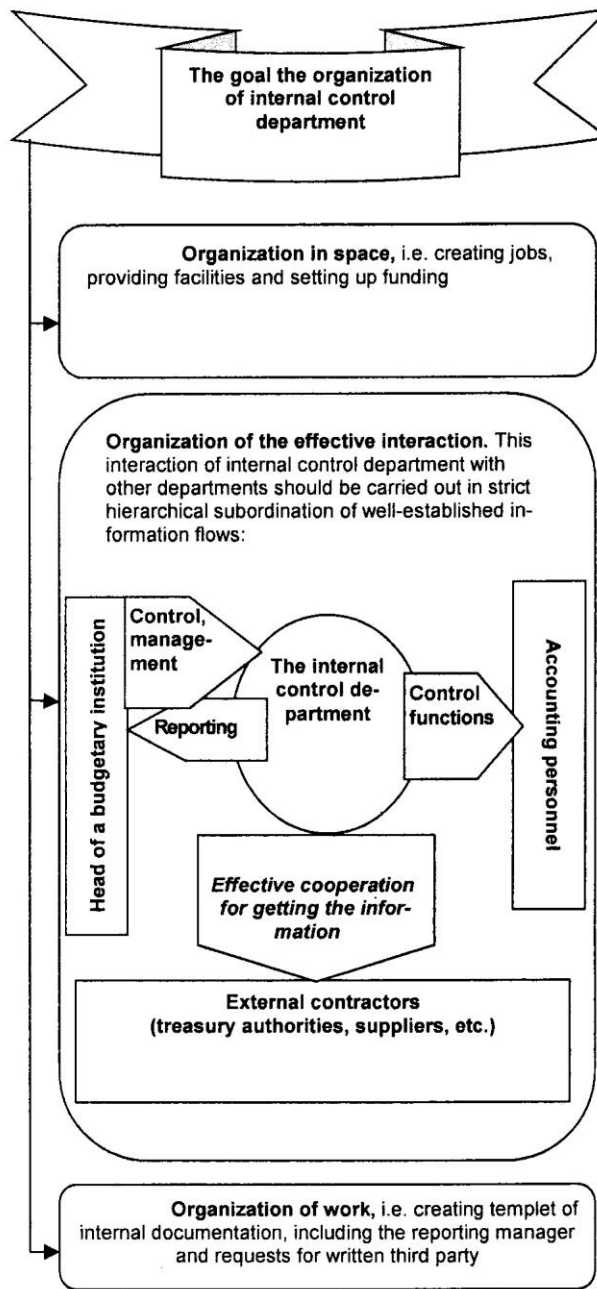 The goal the organization
of internal control
department
Organization in space, i.e. creating jobs,
providing facilities and setting up funding
Organization of the effective interaction. This
interaction of internal control department with
other departments should be carried out in strict
hierarchical subordination of well-established in-
formation flows:
Head of a budgetary institution
Control,
manage-
ment
Reporting
The internal
control de-
partment
Control
functions
Accounting personnel
Effective cooperation
for getting the infor-
mation
External contractors
(treasury authorities, suppliers, etc.)
Organization of work, i.e. creating templet of
internal documentation, including the reporting manager
and requests for written third party